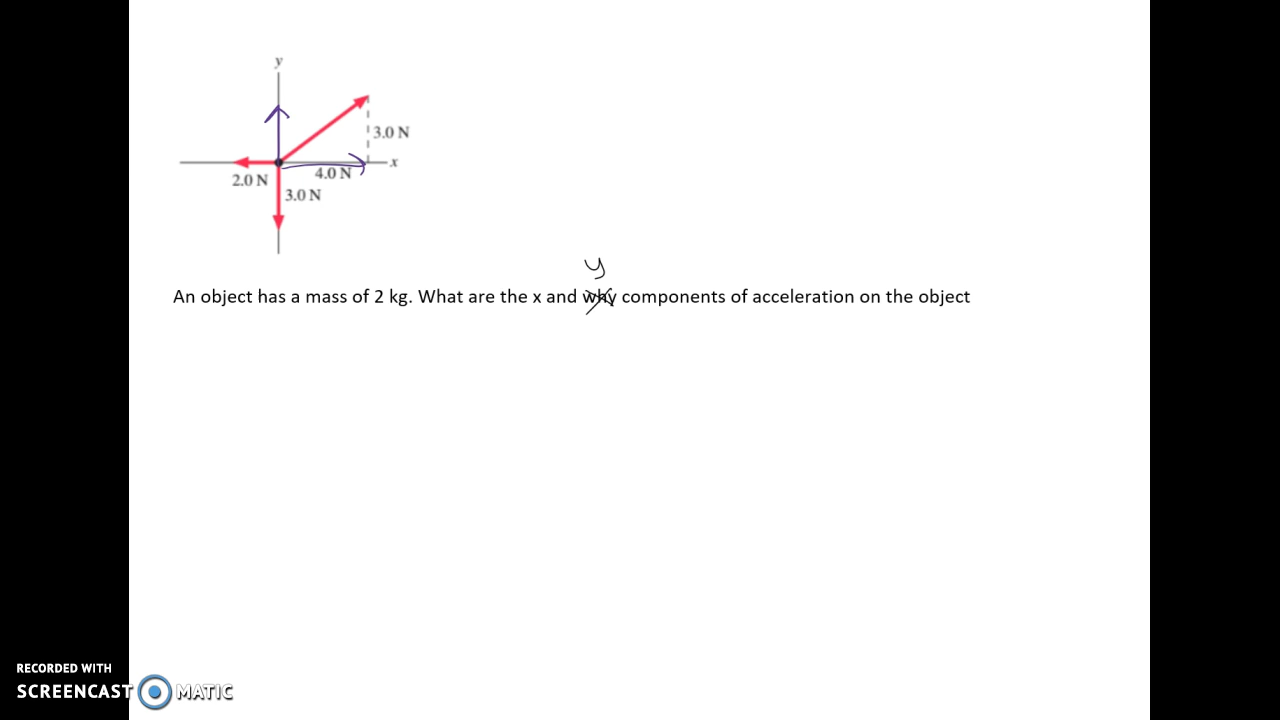 y
3.0 N
x
4.0 N
2.0 N
3.0 N
y
An object has a mass of 2 kg. What are the x and why components of acceleration on the object
RECORDED WITH
SCREENCAST MATIC